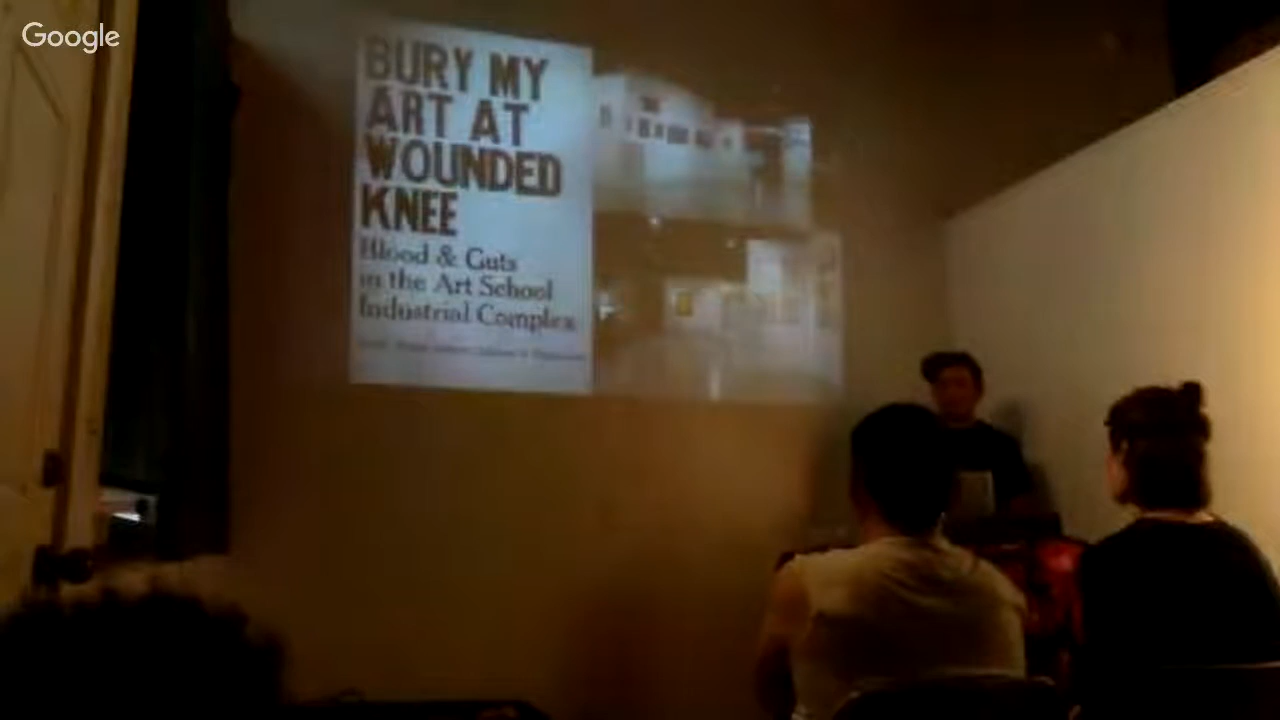 Google
BURY MY
ART AT
WOUNDED
KNEE
Blood & Guts
in the Art School
Industrial Complex